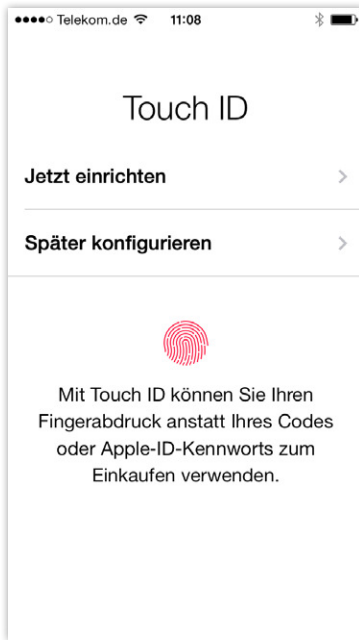 Telekom.de 11:08
Touch ID
Jetzt einrichten
Später konfigurieren
Mit Touch ID können Sie Ihren
Fingerabdruck anstatt Ihres Codes
oder Apple-ID-Kennworts zum
Einkaufen verwenden.